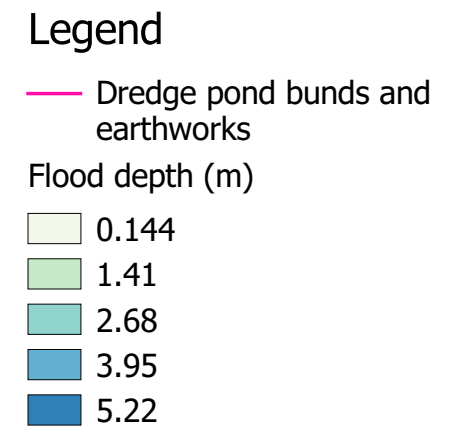 Legend
Dredge pond bunds and
earthworks
Flood depth (m)
0.144
1.41
2.68
3.95
5.22